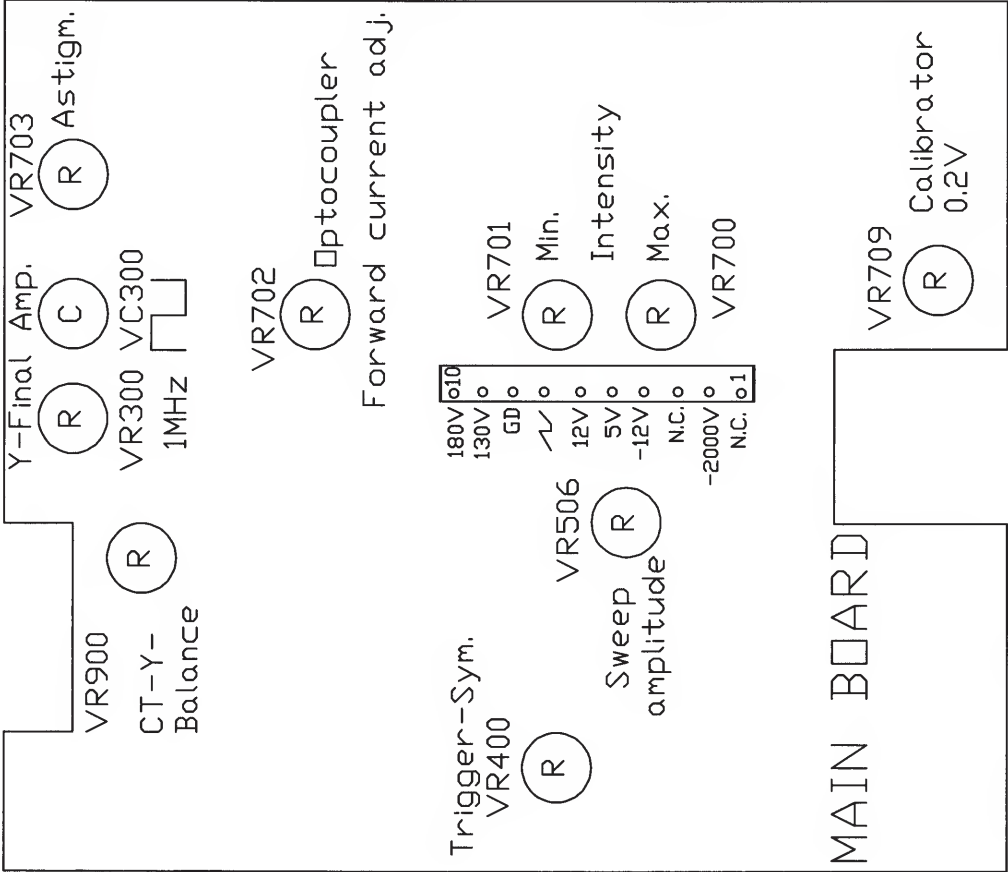 VR900
R
CT-Y-
Balance
Y-Final Amp.
R
C
VR300 VC300
1MHz
VR703
R
Astigm.
VR702
R
Optocoupler
Forward current adj.
Trigger-Sym.
VR400
R
VR506
R
Sweep
amplitude
180V 10
130V
GD
12V
5V
-12V
N.C.
-2000V
N.C. 1
VR701
R
Min.
Intensity
R
Max.
VR700
VR709
R
Calibrator
0.2V
MAIN BOARD